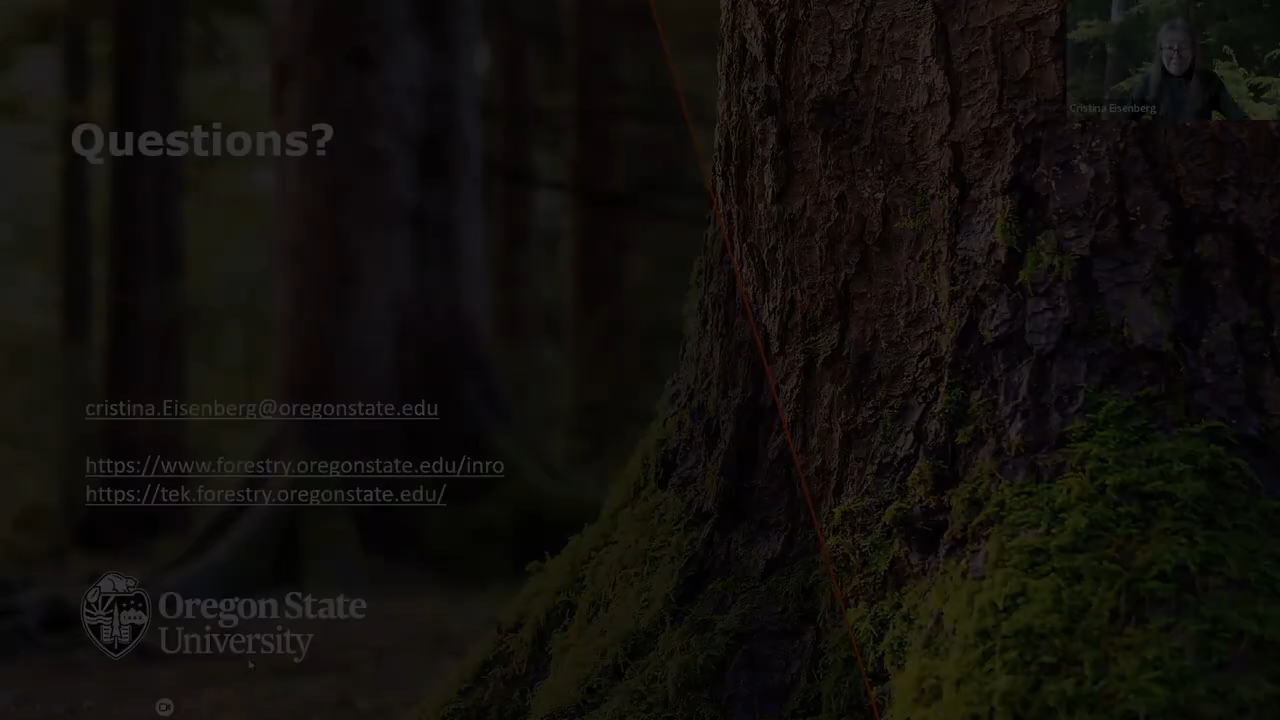 Cristina Eisenberg
Questions?
cristina.Eisenberg@oregonstate.edu
https://www.forestry.oregonstate.edu/inro
https://tek.forestry.oregonstate.edu/
Oregon State
University